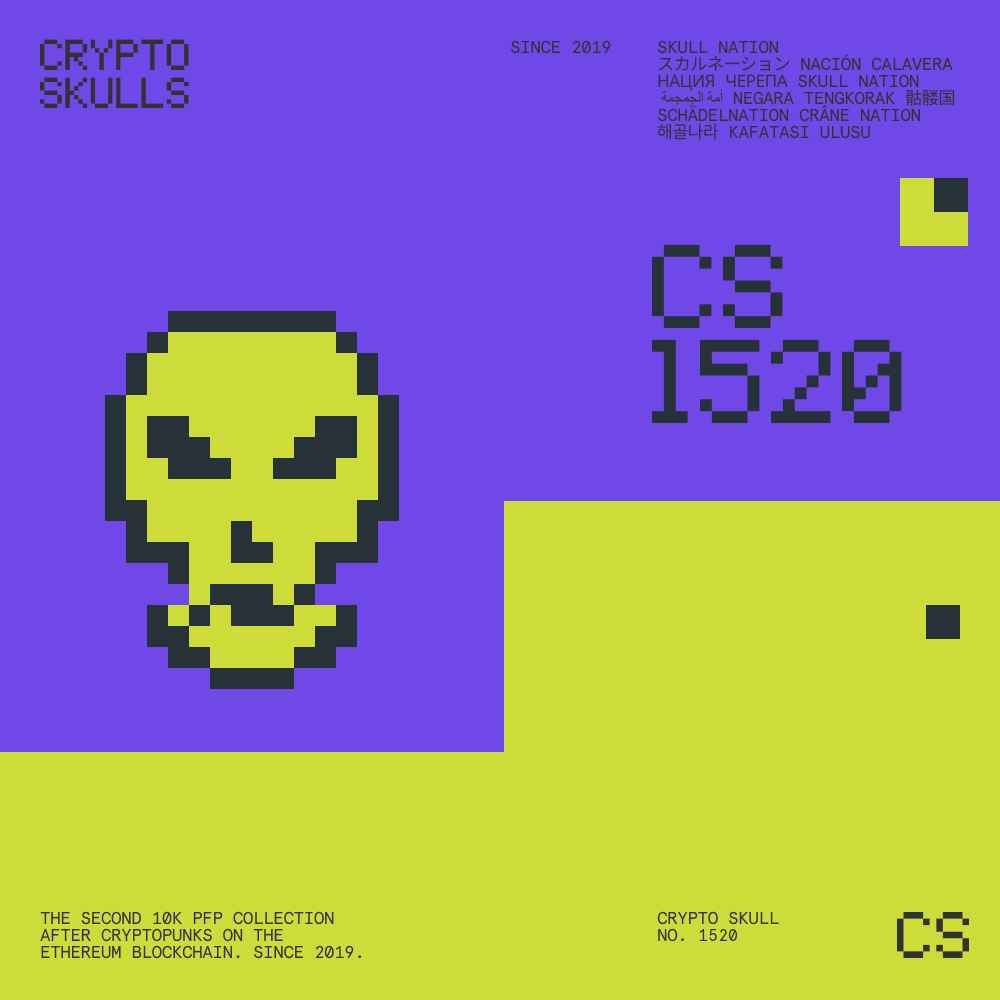 CRYPTO
SKULLS
SINCE 2019
SKULL NATION
スカルネーション NACIÓN CALAVERA
НАЦИЯ ЧЕРЕПА SKULL NATION
أمة الجمجمة NEGARA TENGKORAK 骷髅国
SCHÄDELNATION CRÂNE NATION
해골나라 KAFATASI ULUSU
CS
1520
THE SECOND 10K PFP COLLECTION
AFTER CRYPTOPUNKS ON THE
ETHEREUM BLOCKCHAIN. SINCE 2019.
CRYPTO SKULL
NO. 1520
CS